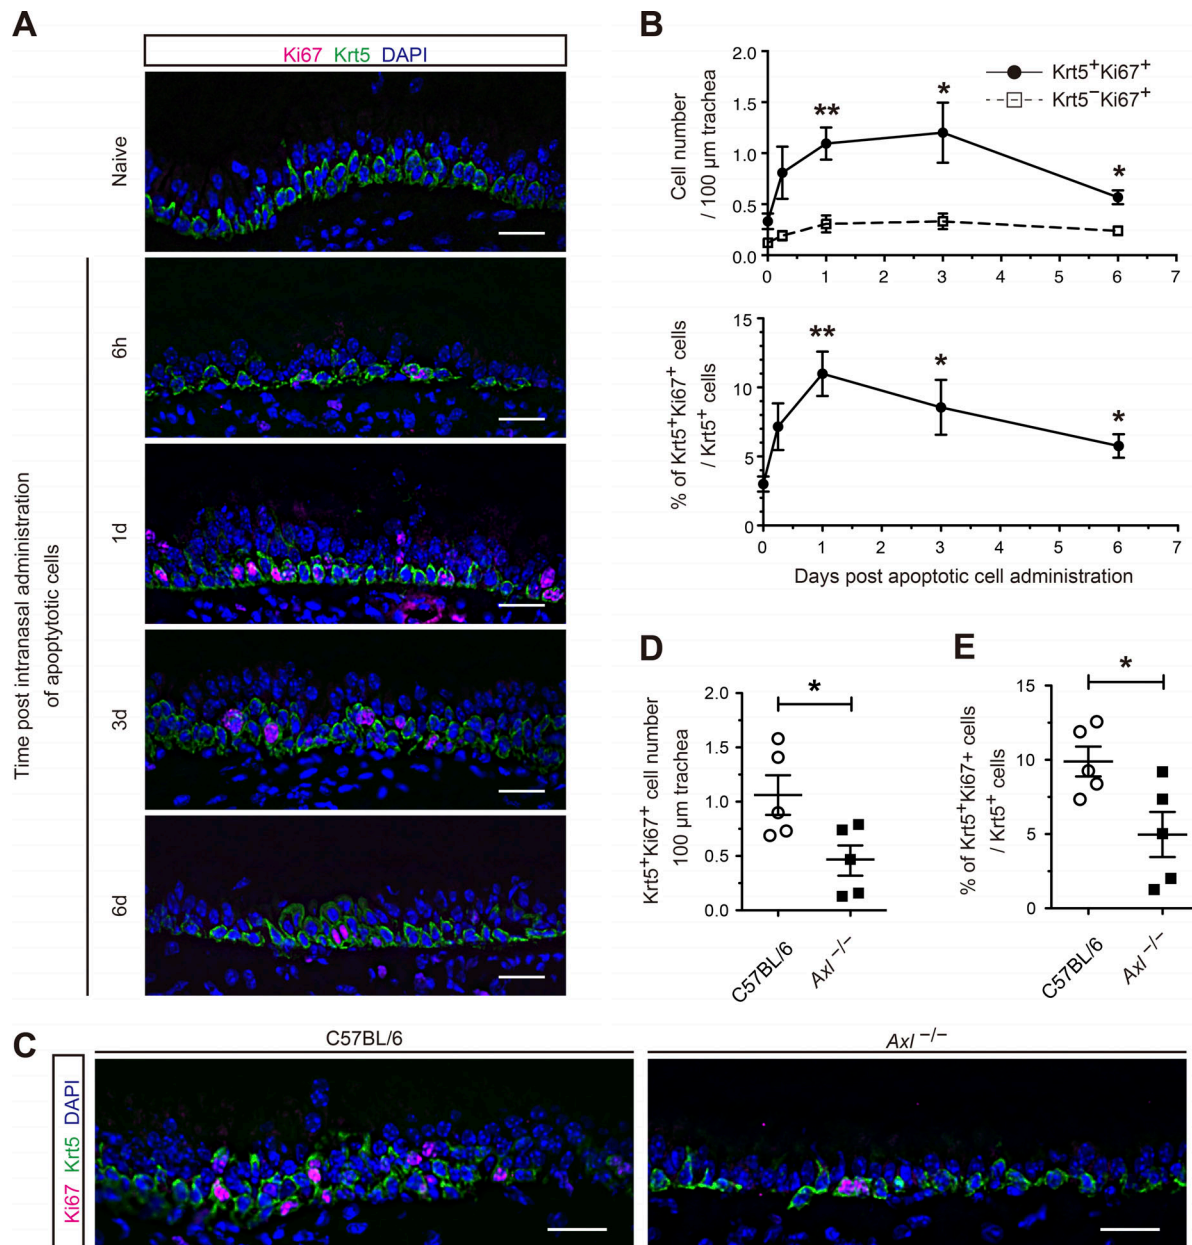 A
Ki67 Krt5 DAPI
Naive
6h
1d
3d
6d
Time post intranasal administration
of apoptytotic cells
B
2.0
1.5
1.0
0.5
0.0
0 1 2 3 4 5 6 7
Cell number
/ 100 µm trachea
Krt5⁺Ki67⁺
Krt5⁻Ki67⁺
**
*
*
15
10
5
0
0 1 2 3 4 5 6 7
% of Krt5⁺Ki67⁺ cells
/ Krt5⁺ cells
**
*
*
Days post apoptotic cell administration
D
2.0
1.5
1.0
0.5
0.0
Krt5⁺Ki67⁺ cell number
100 µm trachea
*
C57BL/6
Axl ⁻/⁻
E
15
10
5
0
% of Krt5⁺Ki67+ cells
/ Krt5⁺ cells
*
C57BL/6
Axl ⁻/⁻
C
C57BL/6
Axl ⁻/⁻
Ki67 Krt5 DAPI